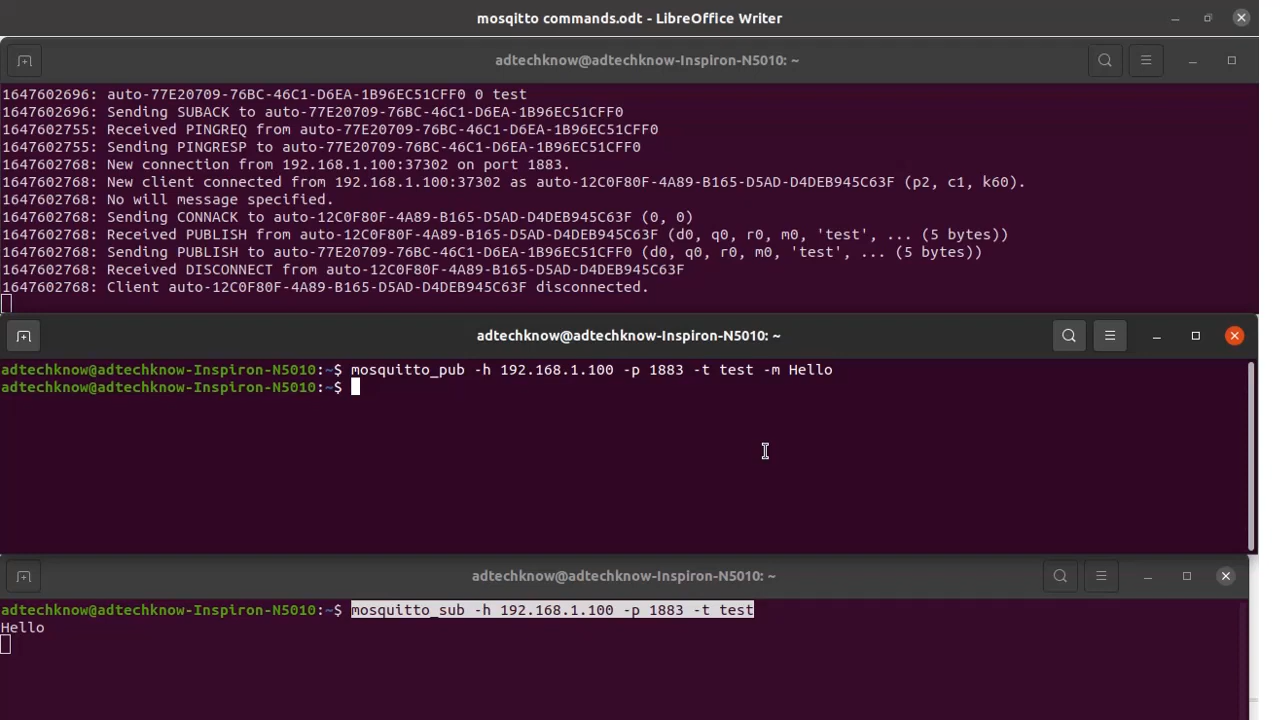 mosqitto commands.odt - LibreOffice Writer
adtechknow@adtechknow-Inspiron-N5010: ~
1647602696: auto-77E20709-76BC-46C1-D6EA-1B96EC51CFF0 0 test
1647602696: Sending SUBACK to auto-77E20709-76BC-46C1-D6EA-1B96EC51CFF0
1647602755: Received PINGREQ from auto-77E20709-76BC-46C1-D6EA-1B96EC51CFF0
1647602755: Sending PINGRESP to auto-77E20709-76BC-46C1-D6EA-1B96EC51CFF0
1647602768: New connection from 192.168.1.100:37302 on port 1883.
1647602768: New client connected from 192.168.1.100:37302 as auto-12C0F80F-4A89-B165-D5AD-D4DEB945C63F (p2, c1, k60).
1647602768: No will message specified.
1647602768: Sending CONNACK to auto-12C0F80F-4A89-B165-D5AD-D4DEB945C63F (0, 0)
1647602768: Received PUBLISH from auto-12C0F80F-4A89-B165-D5AD-D4DEB945C63F (d0, q0, r0, m0, 'test', ... (5 bytes))
1647602768: Sending PUBLISH to auto-77E20709-76BC-46C1-D6EA-1B96EC51CFF0 (d0, q0, r0, m0, 'test', ... (5 bytes))
1647602768: Received DISCONNECT from auto-12C0F80F-4A89-B165-D5AD-D4DEB945C63F
1647602768: Client auto-12C0F80F-4A89-B165-D5AD-D4DEB945C63F disconnected.
adtechknow@adtechknow-Inspiron-N5010: ~
adtechknow@adtechknow-Inspiron-N5010:~$ mosquitto_pub -h 192.168.1.100 -p 1883 -t test -m Hello
adtechknow@adtechknow-Inspiron-N5010:~$
adtechknow@adtechknow-Inspiron-N5010: ~
adtechknow@adtechknow-Inspiron-N5010:~$ mosquitto_sub -h 192.168.1.100 -p 1883 -t test
Hello